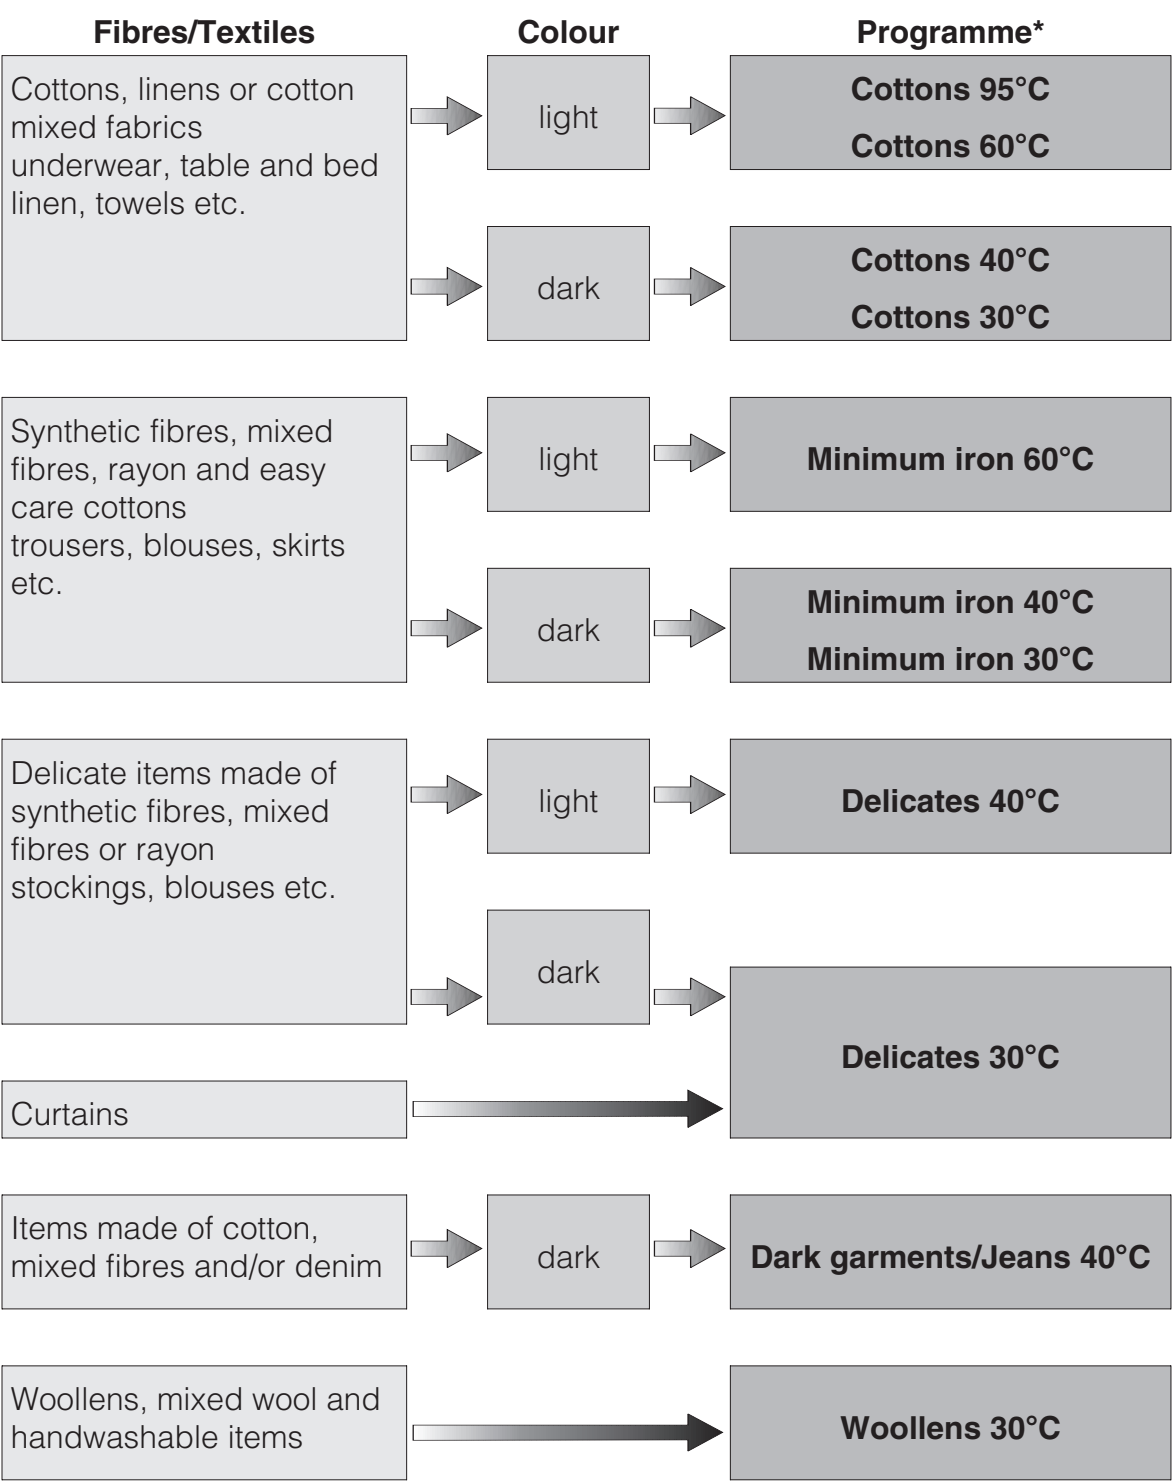 Fibres/Textiles Colour Programme*
Cottons, linens or cotton
mixed fabrics
underwear, table and bed
linen, towels etc.
light
Cottons 95°C
Cottons 60°C
dark
Cottons 40°C
Cottons 30°C
Synthetic fibres, mixed
fibres, rayon and easy
care cottons
trousers, blouses, skirts
etc.
light
Minimum iron 60°C
dark
Minimum iron 40°C
Minimum iron 30°C
Delicate items made of
synthetic fibres, mixed
fibres or rayon
stockings, blouses etc.
light
Delicates 40°C
dark
Delicates 30°C
Curtains
Items made of cotton,
mixed fibres and/or denim
dark
Dark garments/Jeans 40°C
Woollens, mixed wool and
handwashable items
Woollens 30°C